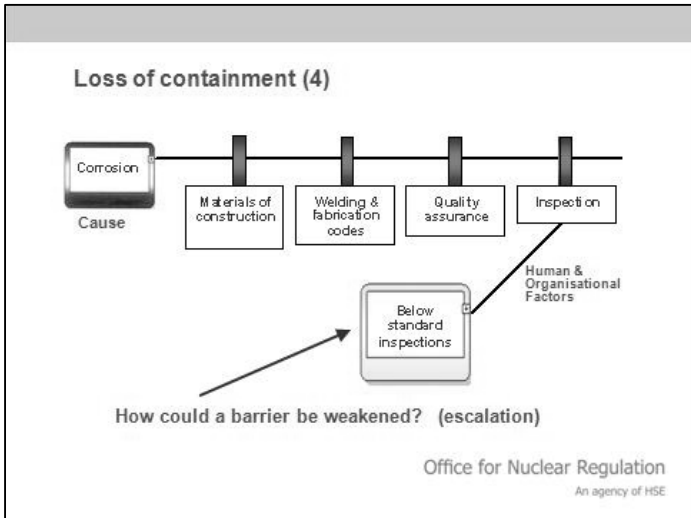 Loss of containment (4)
Corrosion
Cause
Materials of
construction
Welding &
fabrication
codes
Quality
assurance
Inspection
Human &
Organisational
Factors
Below
standard
inspections
How could a barrier be weakened? (escalation)
Office for Nuclear Regulation
An agency of HSE